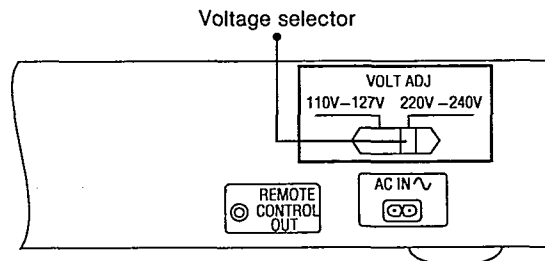 Voltage selector
VOLT ADJ
110V–127V 220V–240V
REMOTE
CONTROL
OUT
AC IN